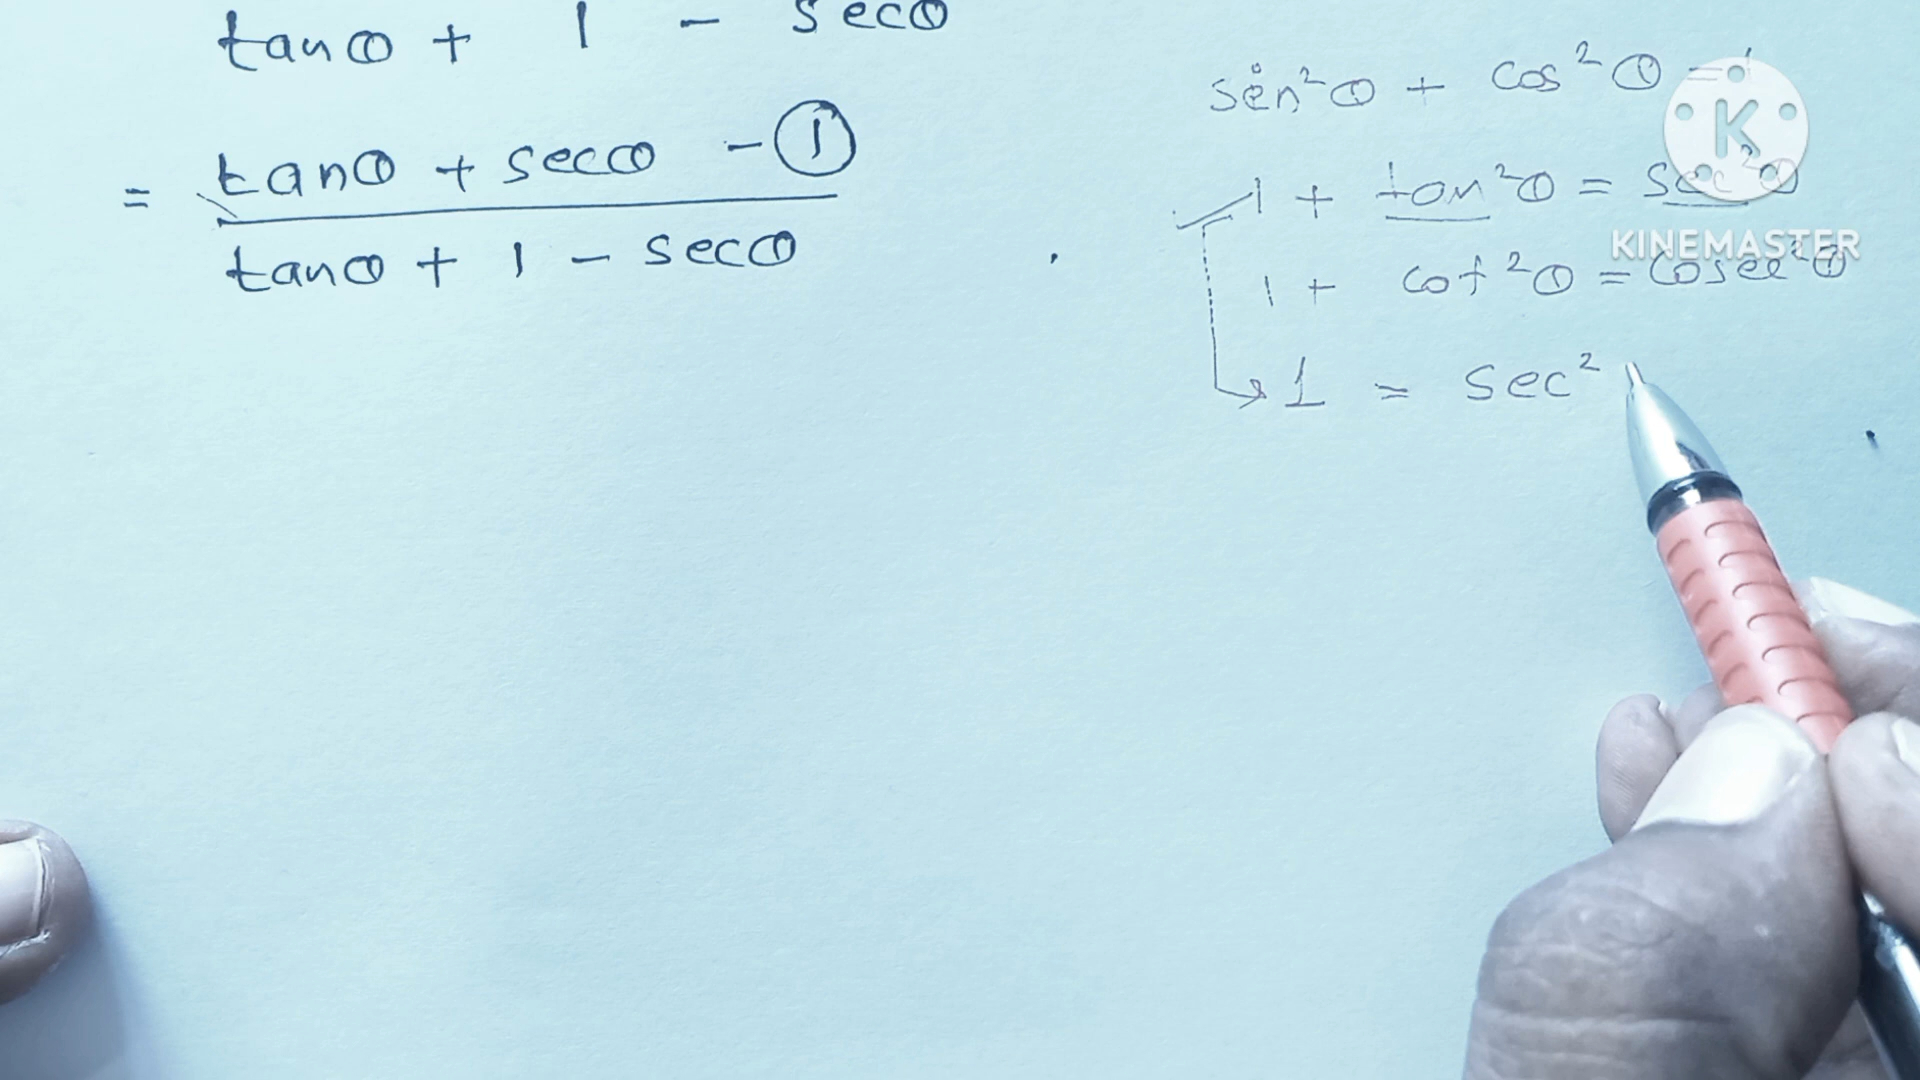 tanθ + 1 - secθ
= tanθ + secθ - 1
tanθ + 1 - secθ
sin²θ + cos²θ = 1
1 + tan²θ = sec²θ
1 + cot²θ = cosec²θ
1 = sec²
K
KINEMASTER